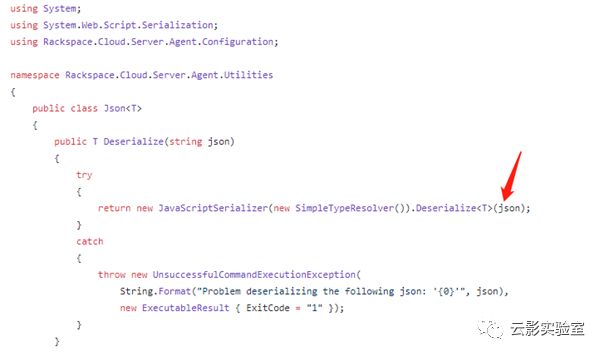 using System;
using System.Web.Script.Serialization;
using Rackspace.Cloud.Server.Agent.Configuration;
namespace Rackspace.Cloud.Server.Agent.Utilities
{
public class Json<T>
{
public T Deserialize(string json)
{
try
{
return new JavaScriptSerializer(new SimpleTypeResolver()).Deserialize<T>(json);
}
catch
{
throw new UnsuccessfulCommandExecutionException(
String.Format("Problem deserializing the following json: '{0}'", json),
new ExecutableResult { ExitCode = "1" });
}
}
云影实验室